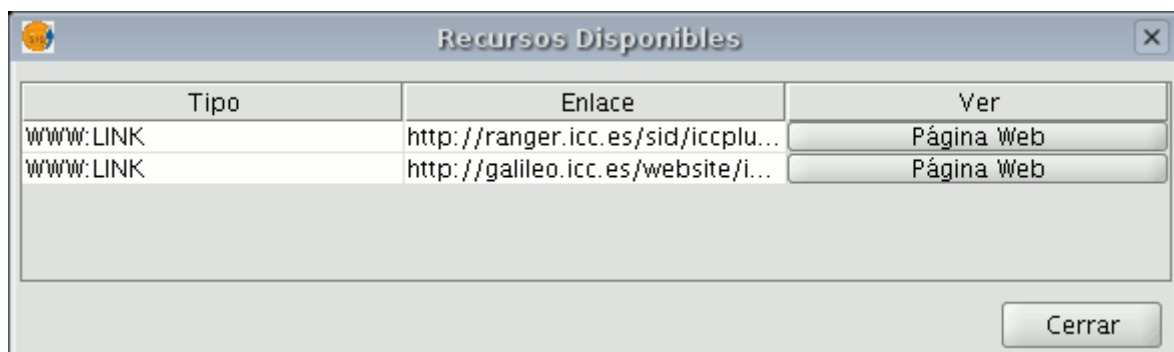 Recursos Disponibles
Tipo Enlace Ver
WWW:LINK http://ranger.icc.es/sid/iccplu... Página Web
WWW:LINK http://galileo.icc.es/website/i... Página Web
Cerrar